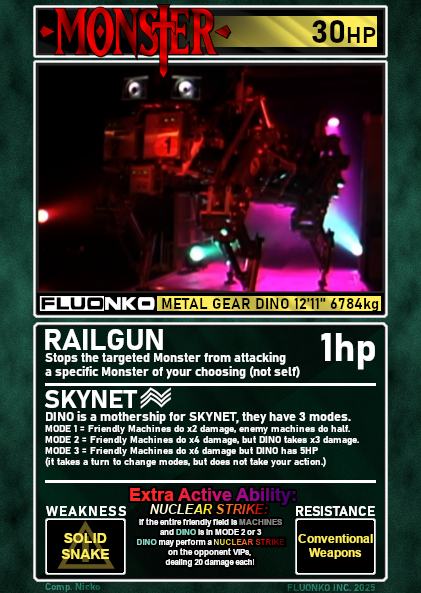 MONSTER
30HP
1
FLUONKO
METAL GEAR DINO 12'11" 6784kg
RAILGUN
1hp
Stops the targeted Monster from attacking
a specific Monster of your choosing (not self)
SKYNET
DINO is a mothership for SKYNET, they have 3 modes.
MODE 1 = Friendly Machines do x2 damage, enemy machines do half.
MODE 2 = Friendly Machines do x4 damage, but DINO takes x3 damage.
MODE 3 = Friendly Machines do x6 damage but DINO has 5HP
(it takes a turn to change modes, but does not take your action.)
Extra Active Ability:
NUCLEAR STRIKE:
If the entire friendly field is MACHINES
and DINO is in MODE 2 or 3
DINO may perform a NUCLEAR STRIKE
on the opponent VIPs,
dealing 20 damage each!
WEAKNESS
SOLID
SNAKE
RESISTANCE
Conventional
Weapons
Comp. Nicko
FLUONKO INC. 2025